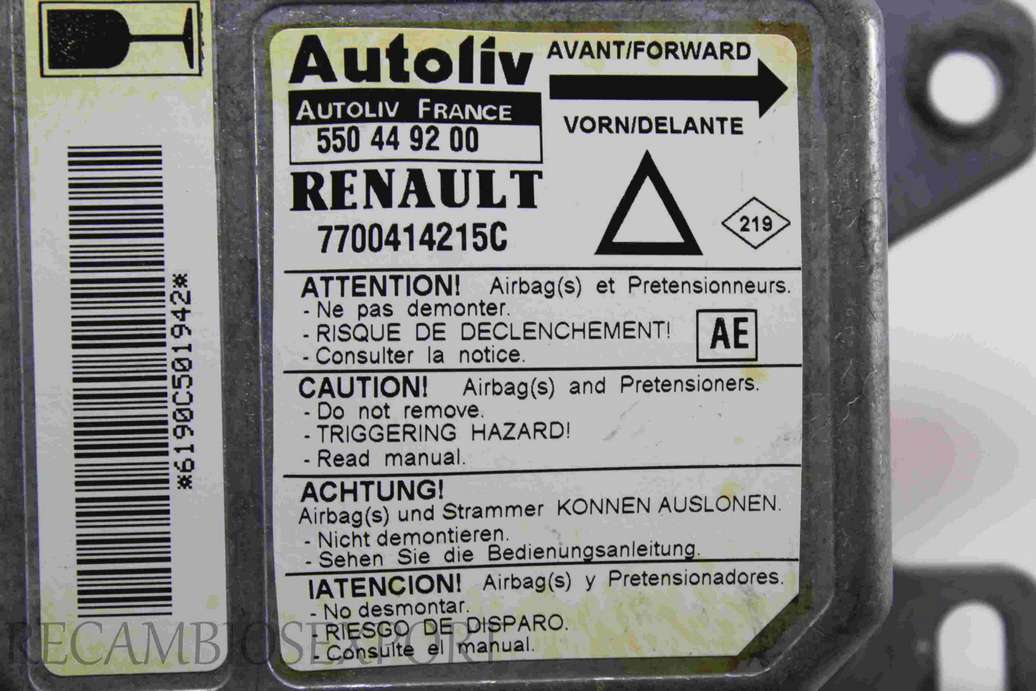 Autoliv
AVANT/FORWARD
AUTOLIV FRANCE
550 44 92 00
VORN/DELANTE
RENAULT
7700414215C
219
ATTENTION! Airbag(s) et Pretensionneurs.
- Ne pas demonter.
- RISQUE DE DECLENCHEMENT!
- Consulter la notice.
AE
CAUTION! Airbag(s) and Pretensioners.
- Do not remove.
- TRIGGERING HAZARD!
- Read manual.
ACHTUNG!
Airbag(s) und Strammer KONNEN AUSLONEN.
- Nicht demontieren.
- Sehen Sie die Bedienungsanleitung.
IATENCION! Airbag(s) y Pretensionadores.
- No desmontar.
- RIESGO DE DISPARO.
- Consulte el manual.
*6190C501942*
RECAMBIOSEAFORT